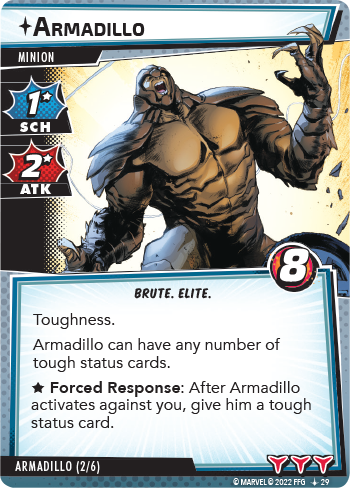 ARMADILLO
MINION
1
SCH
2
ATK
8
BRUTE. ELITE.
Toughness.
Armadillo can have any number of
tough status cards.
★ Forced Response: After Armadillo
activates against you, give him a tough
status card.
ARMADILLO (2/6)
© MARVEL © 2022 FFG 29